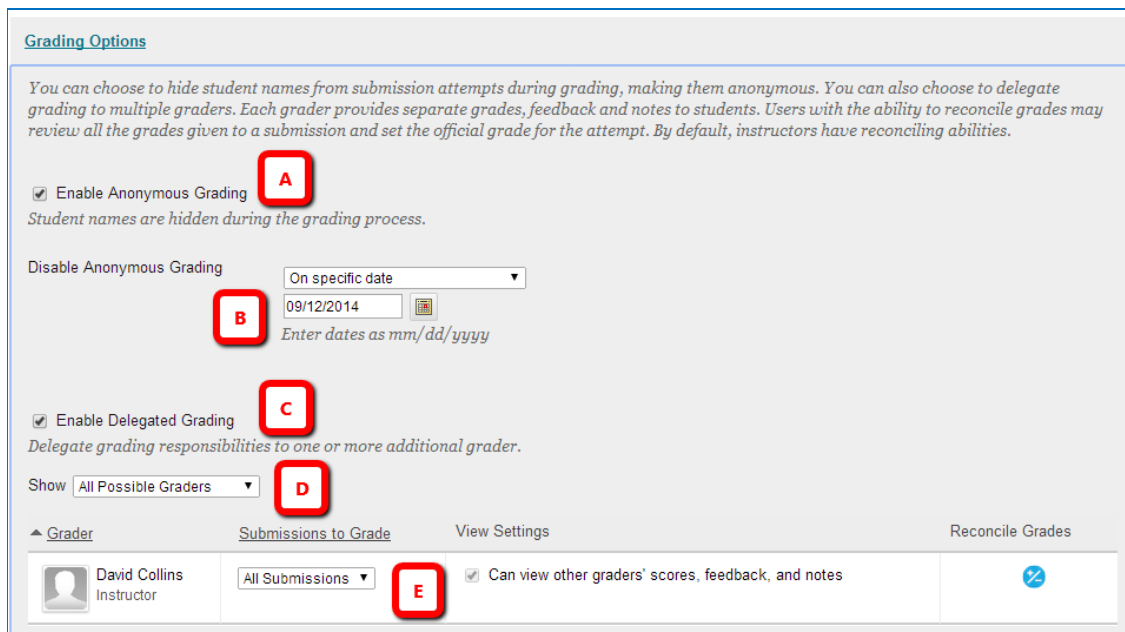 Grading Options
You can choose to hide student names from submission attempts during grading, making them anonymous. You can also choose to delegate
grading to multiple graders. Each grader provides separate grades, feedback and notes to students. Users with the ability to reconcile grades may
review all the grades given to a submission and set the official grade for the attempt. By default, instructors have reconciling abilities.
Enable Anonymous Grading A
Student names are hidden during the grading process.
Disable Anonymous Grading
On specific date
B 09/12/2014
Enter dates as mm/dd/yyyy
Enable Delegated Grading C
Delegate grading responsibilities to one or more additional grader.
Show All Possible Graders D
Grader Submissions to Grade View Settings Reconcile Grades
David Collins All Submissions E Can view other graders' scores, feedback, and notes
Instructor